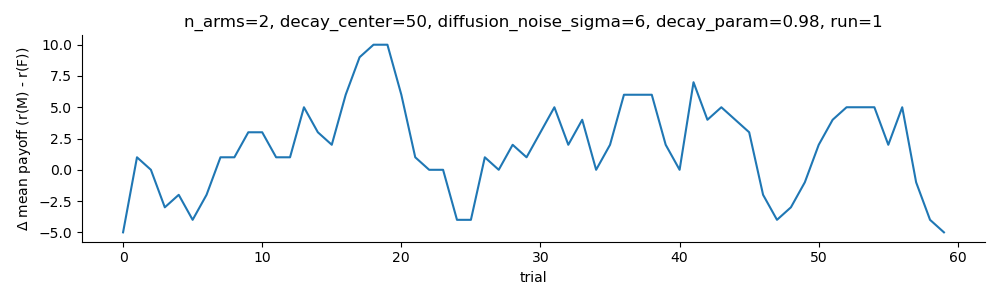 n_arms=2, decay_center=50, diffusion_noise_sigma=6, decay_param=0.98, run=1
Δ mean payoff (r(M) - r(F))
10.0
7.5
5.0
2.5
0.0
−2.5
−5.0
0 10 20 30 40 50 60
trial